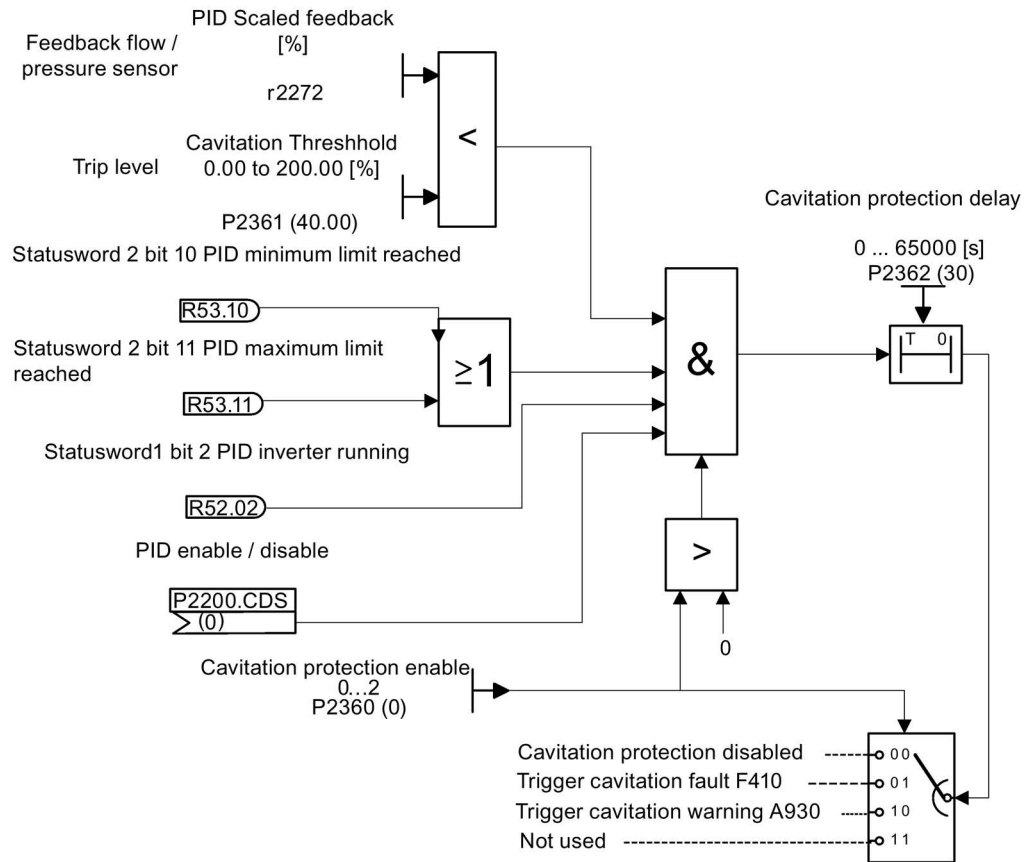 PID Scaled feedback
[%]
Feedback flow /
pressure sensor
r2272
<
Cavitation Threshhold
Trip level
0.00 to 200.00 [%]
P2361 (40.00)
Cavitation protection delay
0 ... 65000 [s]
P2362 (30)
Statusword 2 bit 10 PID minimum limit reached
R53.10
T 0
Statusword 2 bit 11 PID maximum limit
reached
≥1
&
R53.11
Statusword1 bit 2 PID inverter running
R52.02
PID enable / disable
>
P2200.CDS
(0)
0
Cavitation protection enable
0...2
P2360 (0)
Cavitation protection disabled
00
Trigger cavitation fault F410
01
Trigger cavitation warning A930
10
Not used
11